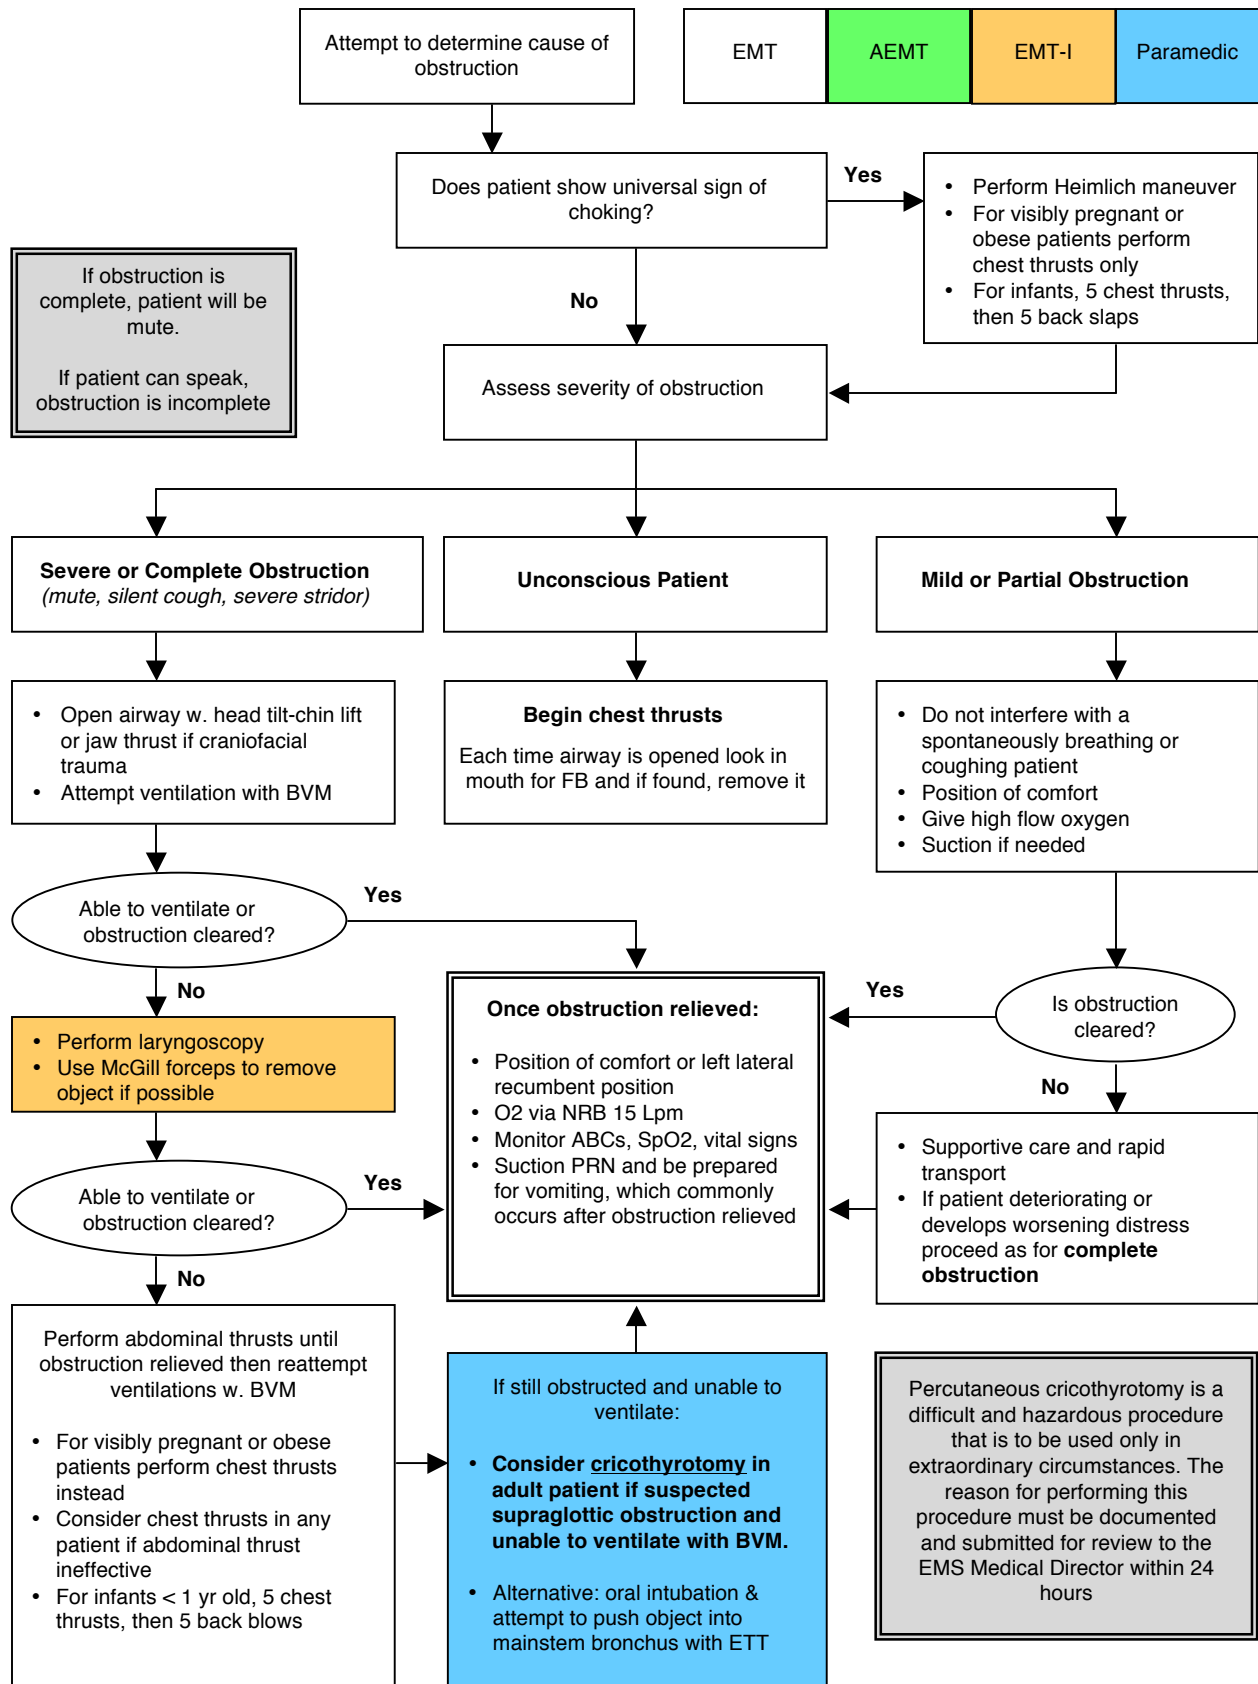 Attempt to determine cause of
obstruction
EMT
AEMT
EMT-I
Paramedic
Does patient show universal sign of
choking?
Yes
• Perform Heimlich maneuver
• For visibly pregnant or
obese patients perform
chest thrusts only
• For infants, 5 chest thrusts,
then 5 back slaps
If obstruction is
complete, patient will be
mute.
If patient can speak,
obstruction is incomplete
No
Assess severity of obstruction
Severe or Complete Obstruction
(mute, silent cough, severe stridor)
Unconscious Patient
Mild or Partial Obstruction
• Open airway w. head tilt-chin lift
or jaw thrust if craniofacial
trauma
• Attempt ventilation with BVM
Begin chest thrusts
Each time airway is opened look in
mouth for FB and if found, remove it
• Do not interfere with a
spontaneously breathing or
coughing patient
• Position of comfort
• Give high flow oxygen
• Suction if needed
Able to ventilate or
obstruction cleared?
Yes
No
• Perform laryngoscopy
• Use McGill forceps to remove
object if possible
Once obstruction relieved:
• Position of comfort or left lateral
recumbent position
• O2 via NRB 15 Lpm
• Monitor ABCs, SpO2, vital signs
• Suction PRN and be prepared
for vomiting, which commonly
occurs after obstruction relieved
Yes
Is obstruction
cleared?
No
Able to ventilate or
obstruction cleared?
Yes
No
• Supportive care and rapid
transport
• If patient deteriorating or
develops worsening distress
proceed as for complete
obstruction
Perform abdominal thrusts until
obstruction relieved then reattempt
ventilations w. BVM
• For visibly pregnant or obese
patients perform chest thrusts
instead
• Consider chest thrusts in any
patient if abdominal thrust
ineffective
• For infants < 1 yr old, 5 chest
thrusts, then 5 back blows
If still obstructed and unable to
ventilate:
• Consider cricothyrotomy in
adult patient if suspected
supraglottic obstruction and
unable to ventilate with BVM.
• Alternative: oral intubation &
attempt to push object into
mainstem bronchus with ETT
Percutaneous cricothyrotomy is a
difficult and hazardous procedure
that is to be used only in
extraordinary circumstances. The
reason for performing this
procedure must be documented
and submitted for review to the
EMS Medical Director within 24
hours